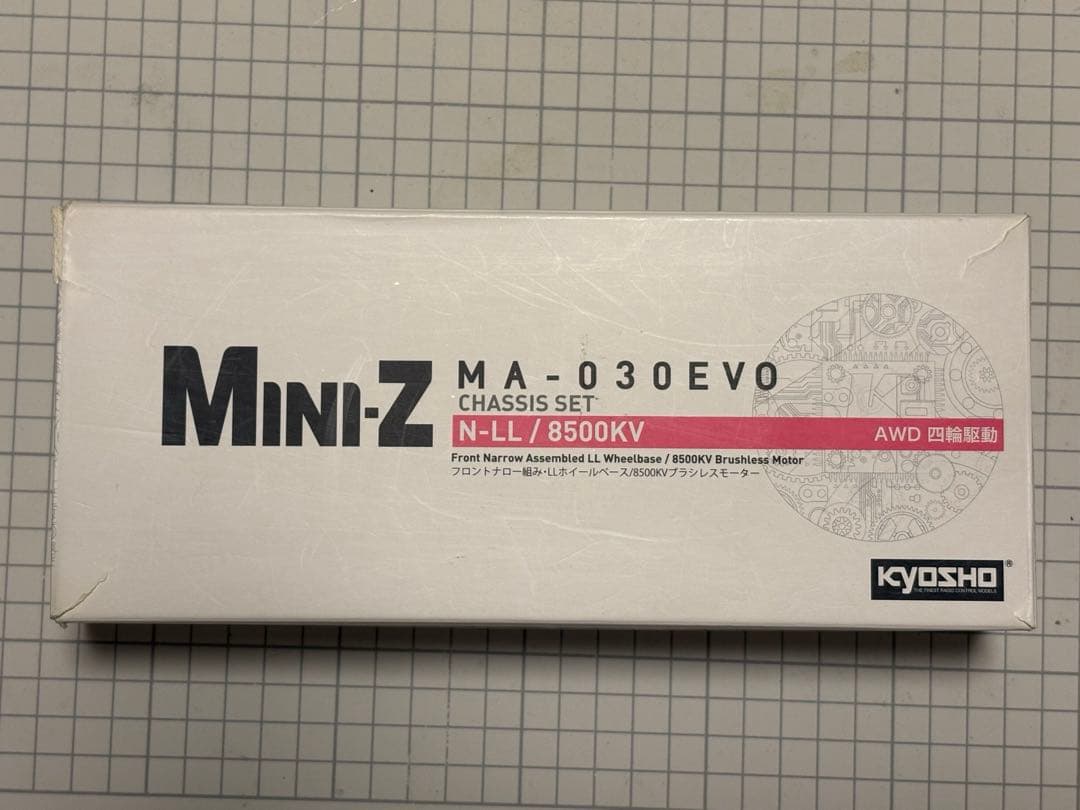 MINI-Z
MA-030EVO
CHASSIS SET
N-LL / 8500KV
AWD 四輪駆動
Front Narrow Assembled LL Wheelbase / 8500KV Brushless Motor
フロントナロー組み・LLホイールベース/8500KVブラシレスモーター
KYOSHO®
THE FINEST RADIO CONTROL MODELS